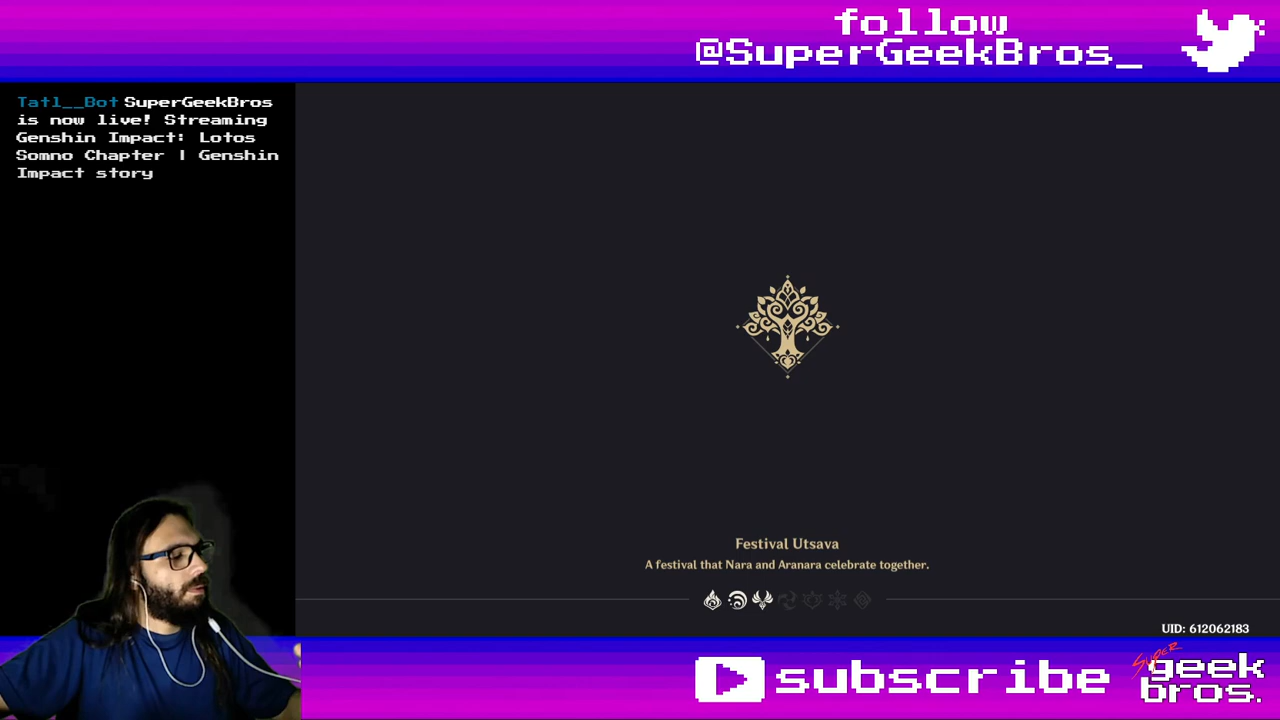 follow
@SuperGeekBros_
Tatl__Bot SuperGeekBros
is now live! Streaming
Genshin Impact: Lotos
Somno Chapter | Genshin
Impact story
Festival Utsava
A festival that Nara and Aranara celebrate together.
UID: 612062183
subscribe
SUPER
geek
bros.